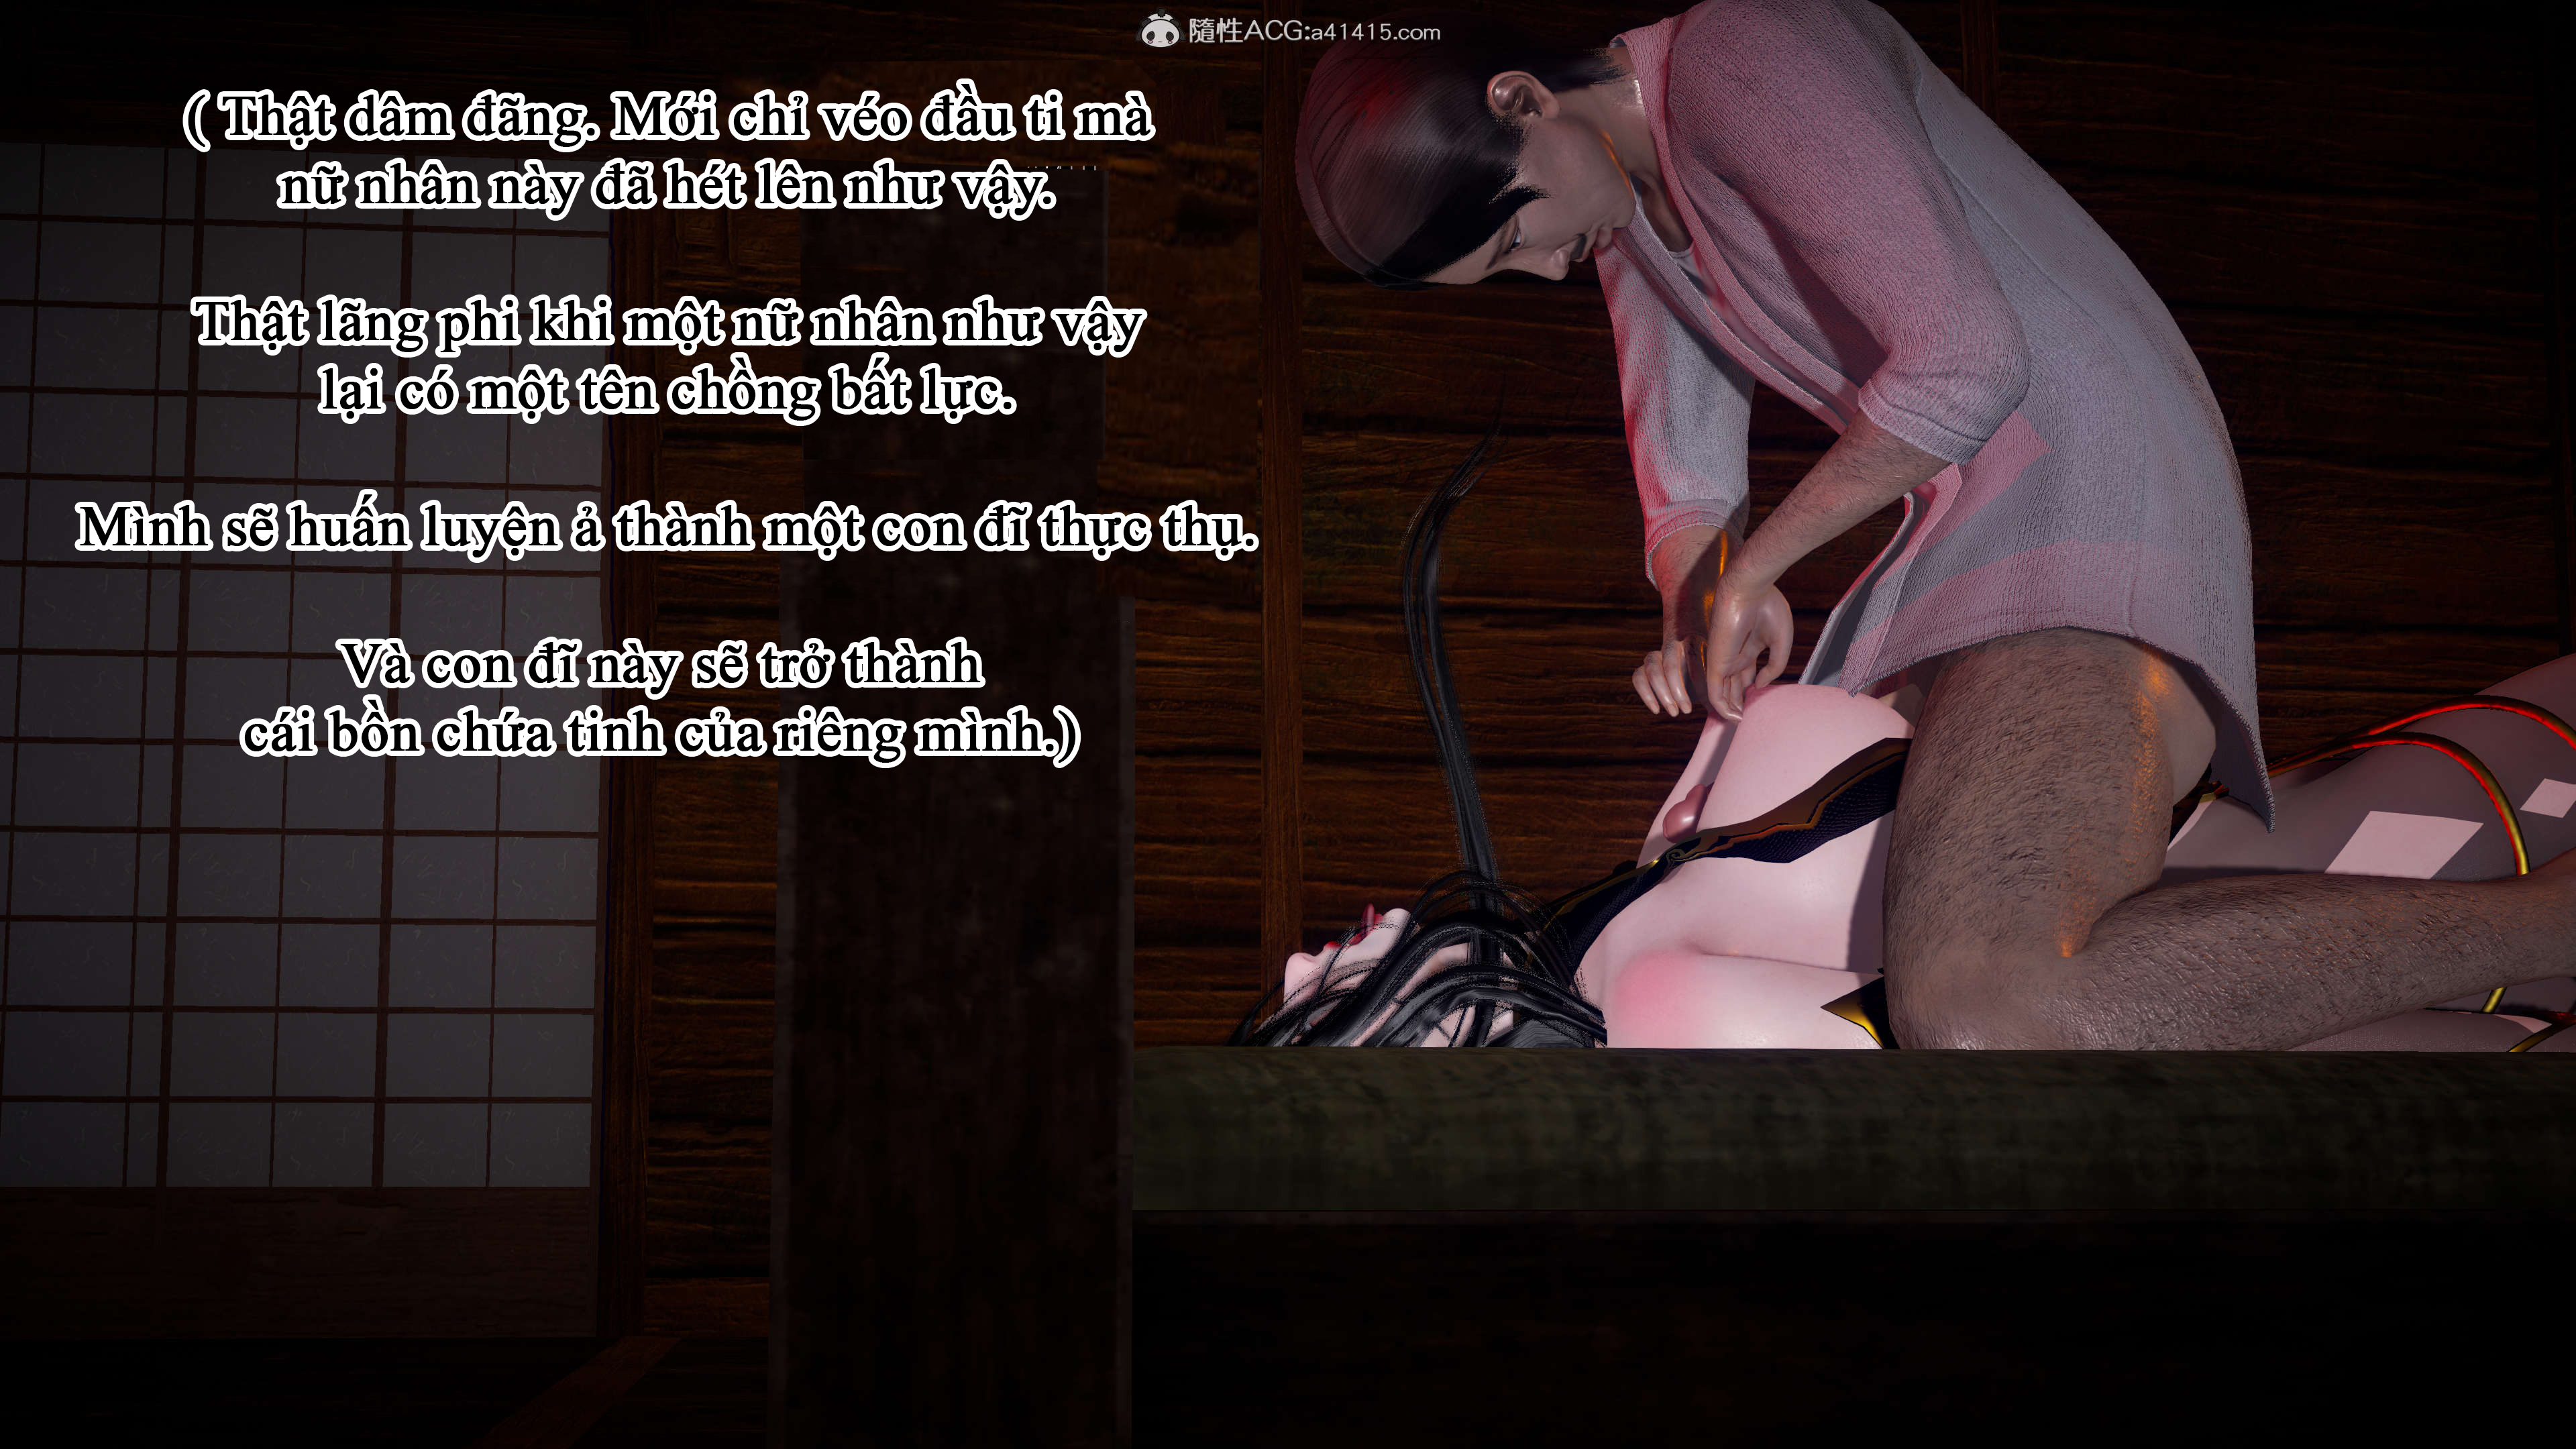 隨性ACG:a41415.com
( Thật dâm đãng. Mới chỉ véo đầu ti mà
nữ nhân này đã hét lên như vậy.
Thật lãng phi khi một nữ nhân như vậy
lại có một tên chồng bất lực.
Mình sẽ huấn luyện ả thành một con đĩ thực thụ.
Và con đĩ này sẽ trở thành
cái bồn chứa tinh của riêng mình.)